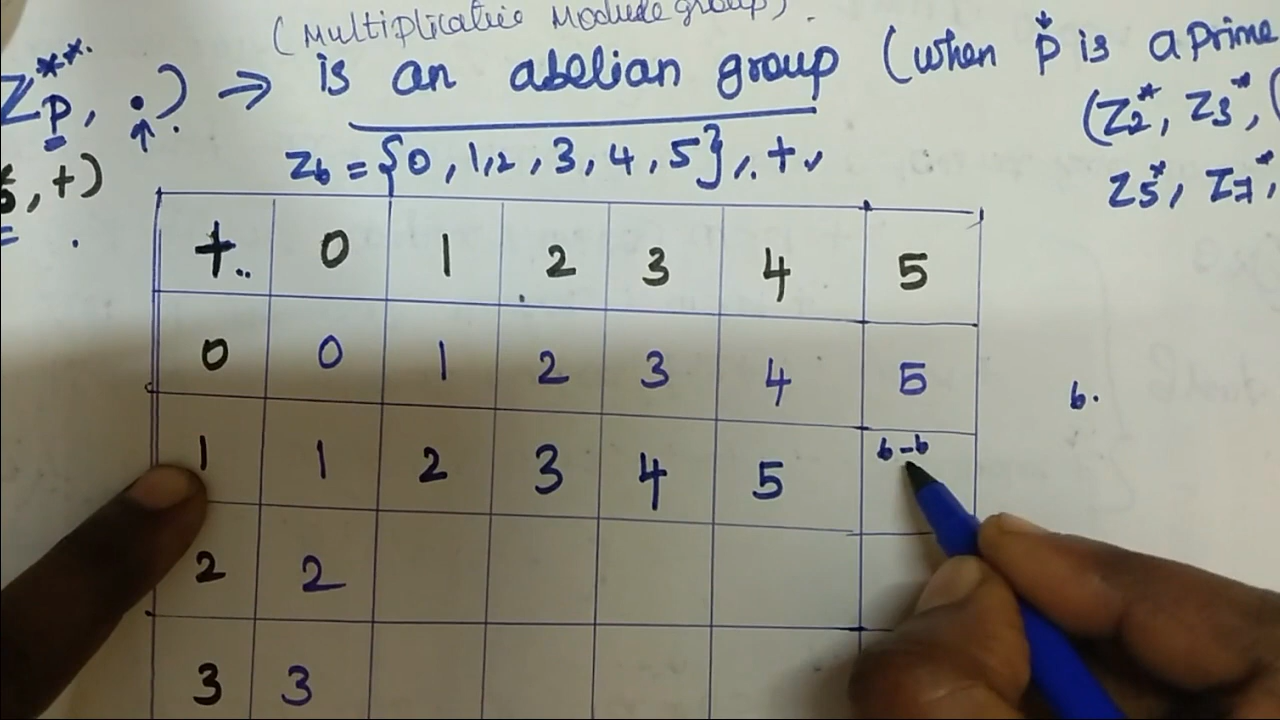 (Multiplicative Module group).
Z**p, •) → is an abelian group (when p* is a prime
(Z2*, Z3*, (
Z5*, Z7*,
6, +)
Z6 = {0, 1, 2, 3, 4, 5}, +
+ 0 1 2 3 4 5
0 0 1 2 3 4 5
6.
1 1 2 3 4 5 6-6
2 2
3 3